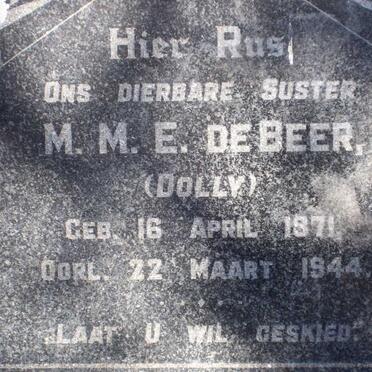 Hier Rus
Ons dierbare Suster
M. M. E. de Beer,
(Dolly)
Geb. 16 April 1871
Oorl. 22 Maart 1944.
„Laat U wil geskied."